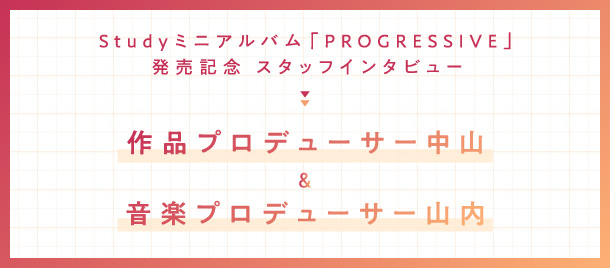 Studyミニアルバム「PROGRESSIVE」
発売記念 スタッフインタビュー
作品プロデューサー中山
&
音楽プロデューサー山内